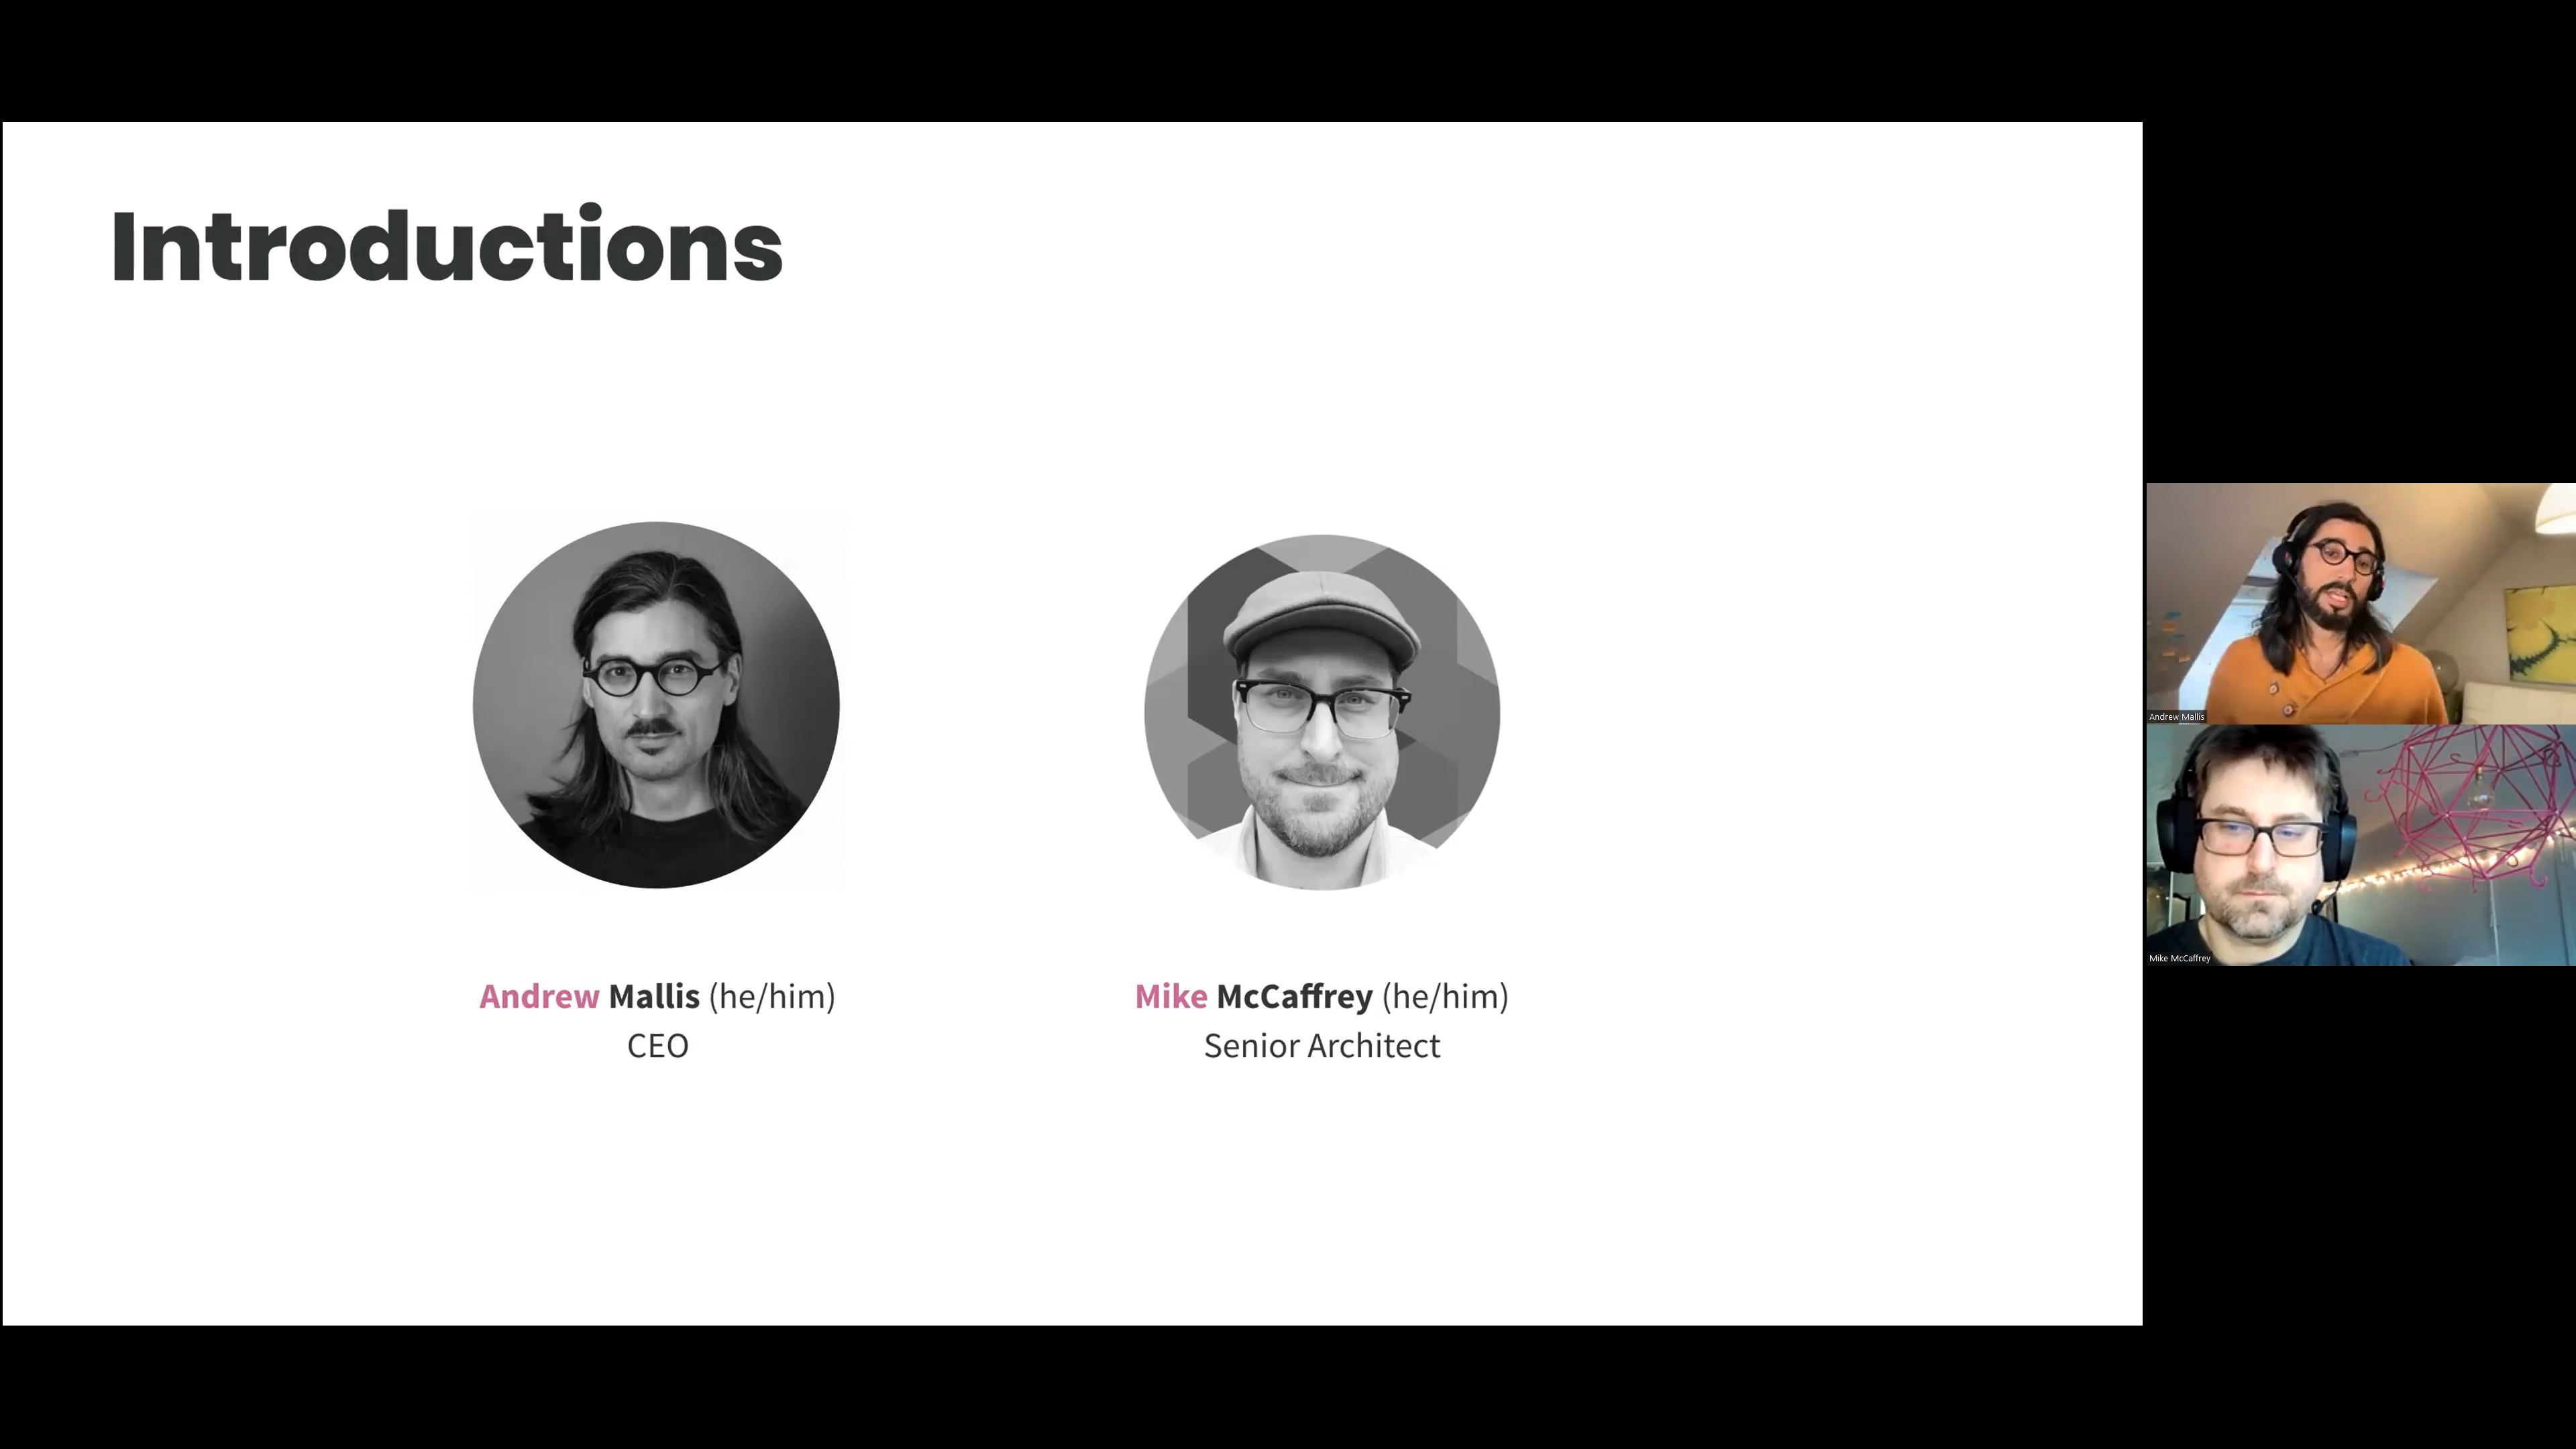 Introductions
Andrew Mallis (he/him)
CEO
Mike McCaffrey (he/him)
Senior Architect
Andrew Mallis
Mike McCaffrey